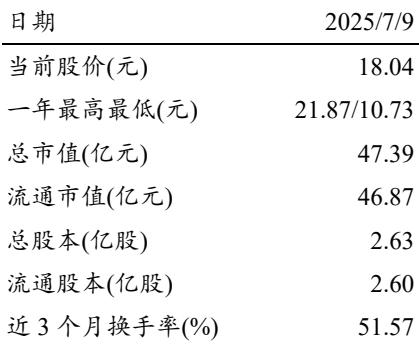 日期 2025/7/9
当前股价(元) 18.04
一年最高最低(元) 21.87/10.73
总市值(亿元) 47.39
流通市值(亿元) 46.87
总股本(亿股) 2.63
流通股本(亿股) 2.60
近 3 个月换手率(%) 51.57